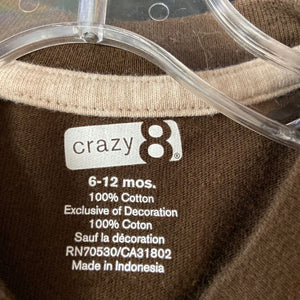 crazy 8®
6-12 mos.
100% Cotton
Exclusive of Decoration
100% Coton
Sauf la décoration
RN70530/CA31802
Made in Indonesia